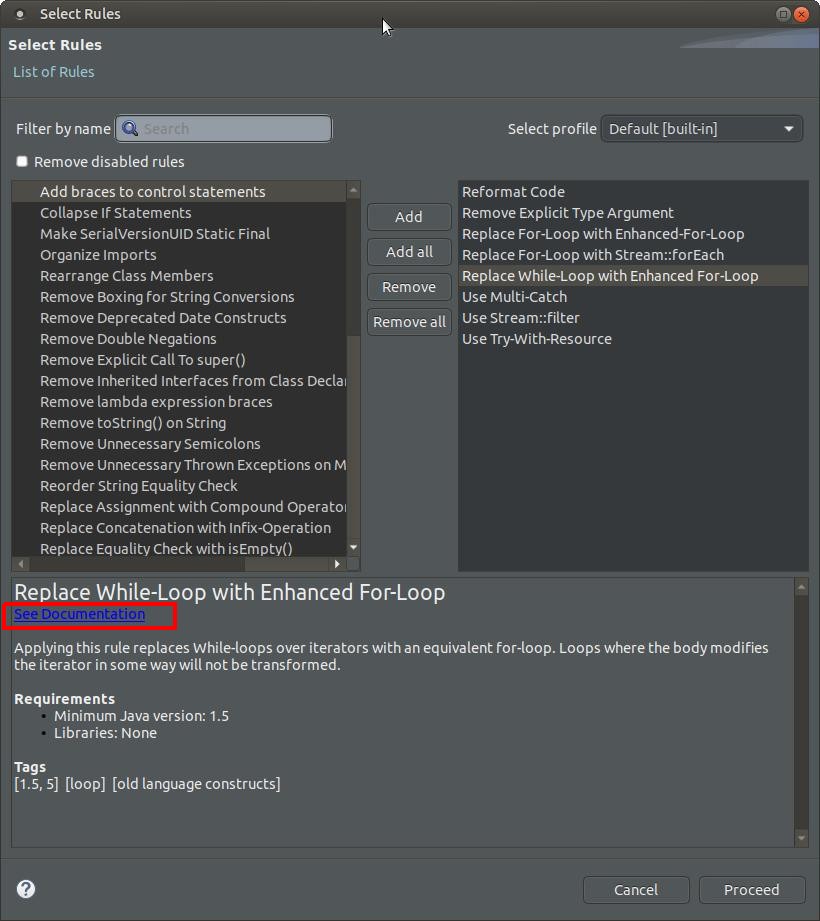 Select Rules
Select Rules
List of Rules
Filter by name Search Select profile Default [built-in]
Remove disabled rules
Add braces to control statements
Collapse If Statements
Make SerialVersionUID Static Final
Organize Imports
Rearrange Class Members
Remove Boxing for String Conversions
Remove Deprecated Date Constructs
Remove Double Negations
Remove Explicit Call To super()
Remove Inherited Interfaces from Class Declar
Remove lambda expression braces
Remove toString() on String
Remove Unnecessary Semicolons
Remove Unnecessary Thrown Exceptions on M
Reorder String Equality Check
Replace Assignment with Compound Operator
Replace Concatenation with Infix-Operation
Replace Equality Check with isEmpty()
Add
Add all
Remove
Remove all
Reformat Code
Remove Explicit Type Argument
Replace For-Loop with Enhanced-For-Loop
Replace For-Loop with Stream::forEach
Replace While-Loop with Enhanced For-Loop
Use Multi-Catch
Use Stream::filter
Use Try-With-Resource
Replace While-Loop with Enhanced For-Loop
See Documentation
Applying this rule replaces While-loops over iterators with an equivalent for-loop. Loops where the body modifies
the iterator in some way will not be transformed.
Requirements
• Minimum Java version: 1.5
• Libraries: None
Tags
[1.5, 5] [loop] [old language constructs]
? Cancel Proceed